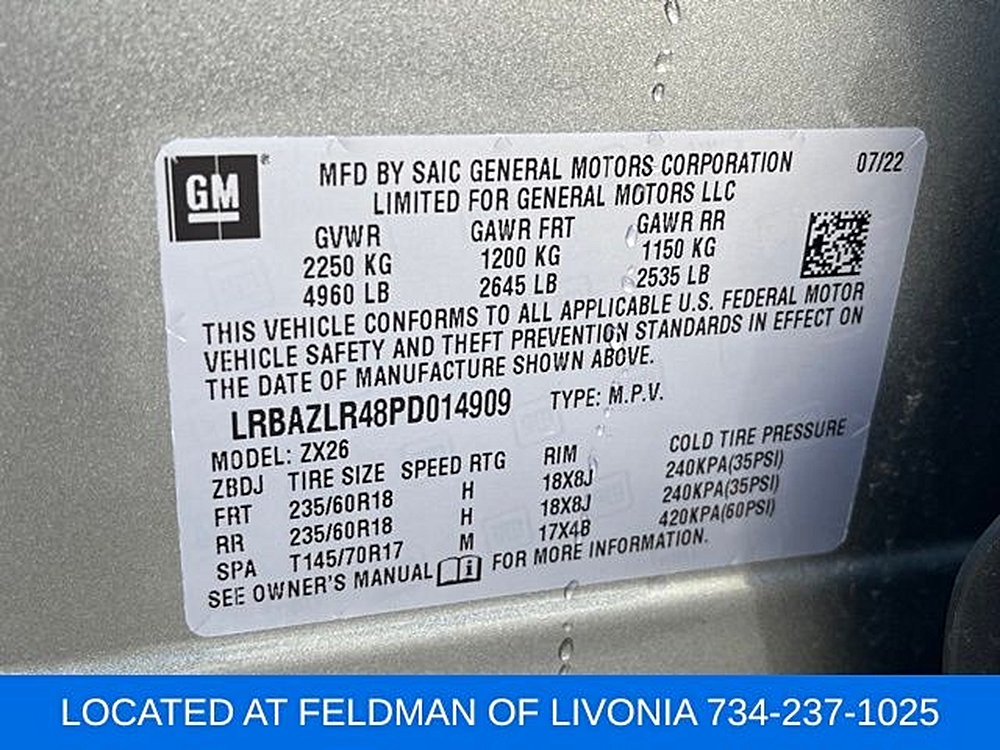 GM
MFD BY SAIC GENERAL MOTORS CORPORATION 07/22
LIMITED FOR GENERAL MOTORS LLC
GVWR GAWR FRT GAWR RR
2250 KG 1200 KG 1150 KG
4960 LB 2645 LB 2535 LB
THIS VEHICLE CONFORMS TO ALL APPLICABLE U.S. FEDERAL MOTOR
VEHICLE SAFETY AND THEFT PREVENTION STANDARDS IN EFFECT ON
THE DATE OF MANUFACTURE SHOWN ABOVE.
LRBAZLR48PD014909 TYPE: M.P.V.
MODEL: ZX26
ZBDJ TIRE SIZE SPEED RTG RIM COLD TIRE PRESSURE
FRT 235/60R18 H 18X8J 240KPA(35PSI)
RR 235/60R18 H 18X8J 240KPA(35PSI)
SPA T145/70R17 M 17X4B 420KPA(60PSI)
SEE OWNER'S MANUAL FOR MORE INFORMATION.
LOCATED AT FELDMAN OF LIVONIA 734-237-1025